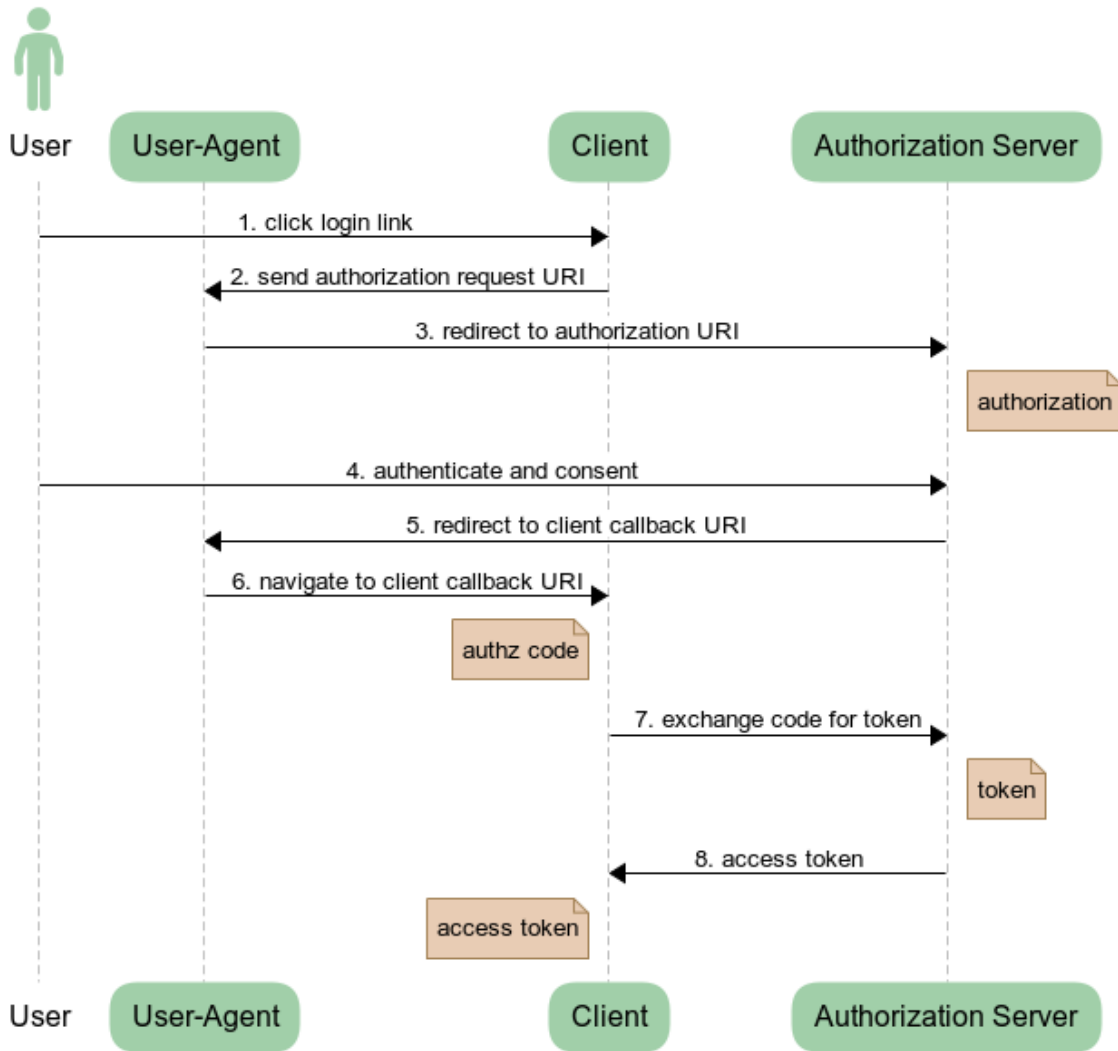 User
User-Agent
Client
Authorization Server
1. click login link
2. send authorization request URI
3. redirect to authorization URI
authorization
4. authenticate and consent
5. redirect to client callback URI
6. navigate to client callback URI
authz code
7. exchange code for token
token
8. access token
access token
User
User-Agent
Client
Authorization Server